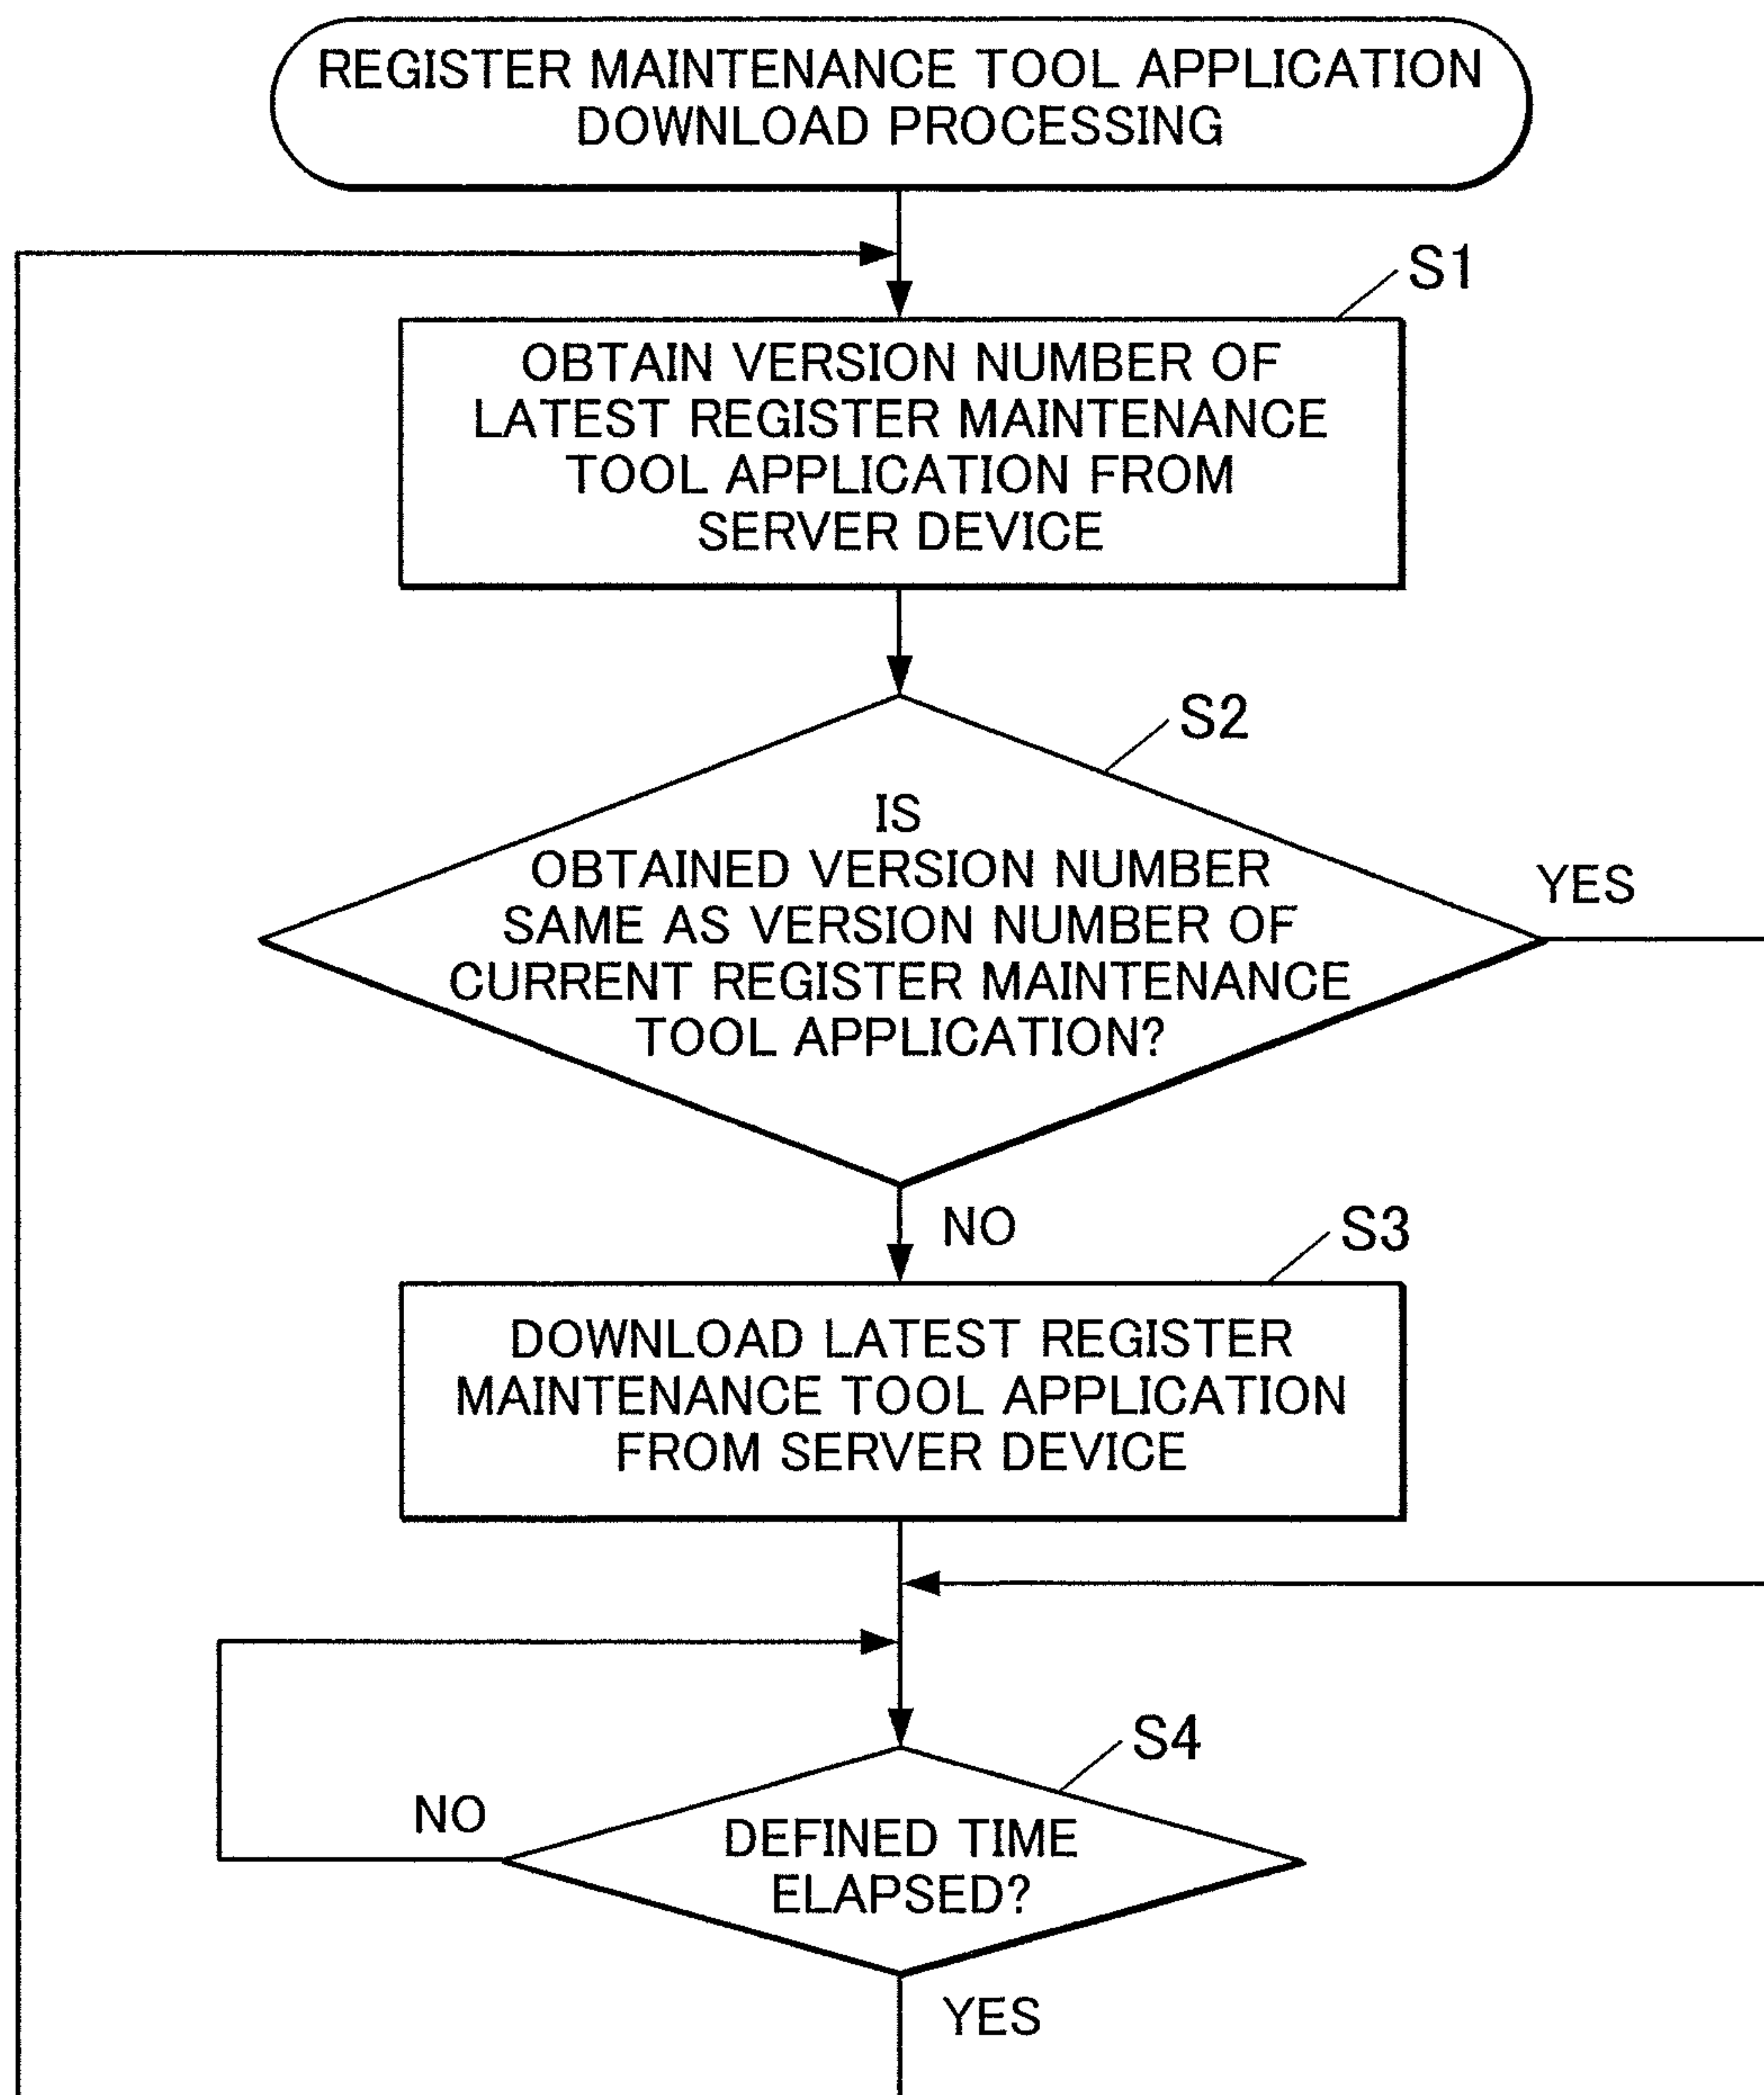 REGISTER MAINTENANCE TOOL APPLICATION
DOWNLOAD PROCESSING
S1
OBTAIN VERSION NUMBER OF
LATEST REGISTER MAINTENANCE
TOOL APPLICATION FROM
SERVER DEVICE
S2
IS
OBTAINED VERSION NUMBER
SAME AS VERSION NUMBER OF
CURRENT REGISTER MAINTENANCE
TOOL APPLICATION?
YES
NO
S3
DOWNLOAD LATEST REGISTER
MAINTENANCE TOOL APPLICATION
FROM SERVER DEVICE
S4
NO
DEFINED TIME
ELAPSED?
YES